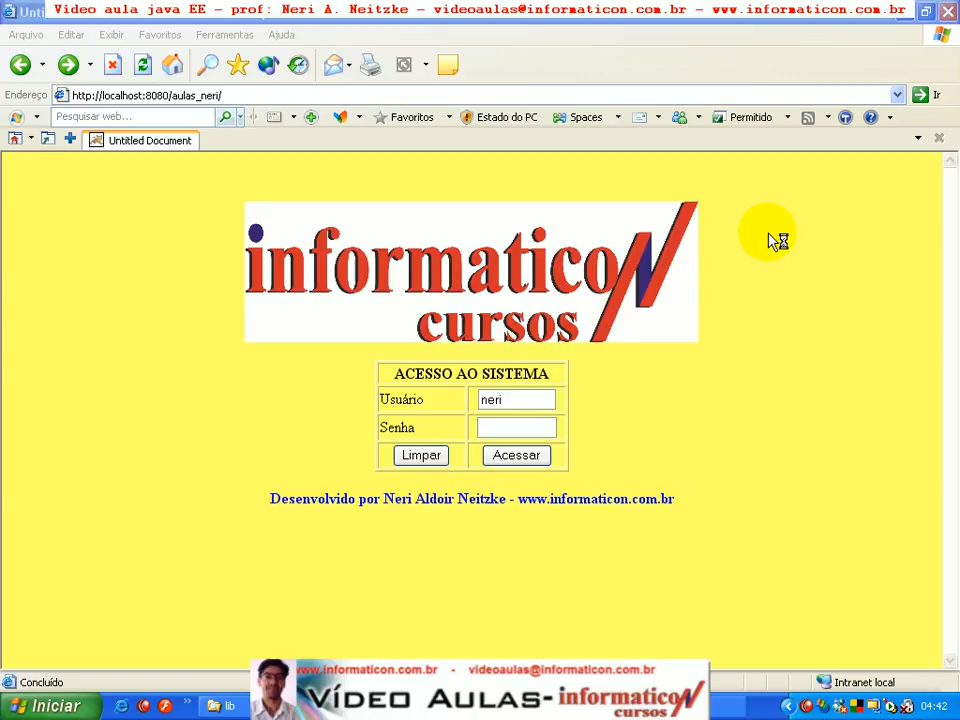 Vídeo aula java EE – prof: Neri A. Neitzke – videoaulas@informaticon.com.br – www.informaticon.com.br
Unti
Arquivo Editar Exibir Favoritos Ferramentas Ajuda
Endereço http://localhost:8080/aulas_neri/ Ir
Pesquisar web... Favoritos Estado do PC Spaces Permitido
Untitled Document
informaticon
cursos
ACESSO AO SISTEMA
Usuário neri
Senha
Limpar Acessar
Desenvolvido por Neri Aldoir Neitzke - www.informaticon.com.br
www.informaticon.com.br - videoaulas@informaticon.com.br
Concluído Intranet local
VÍDEO AULAS-informaticon
cursos
Iniciar lib 04:42